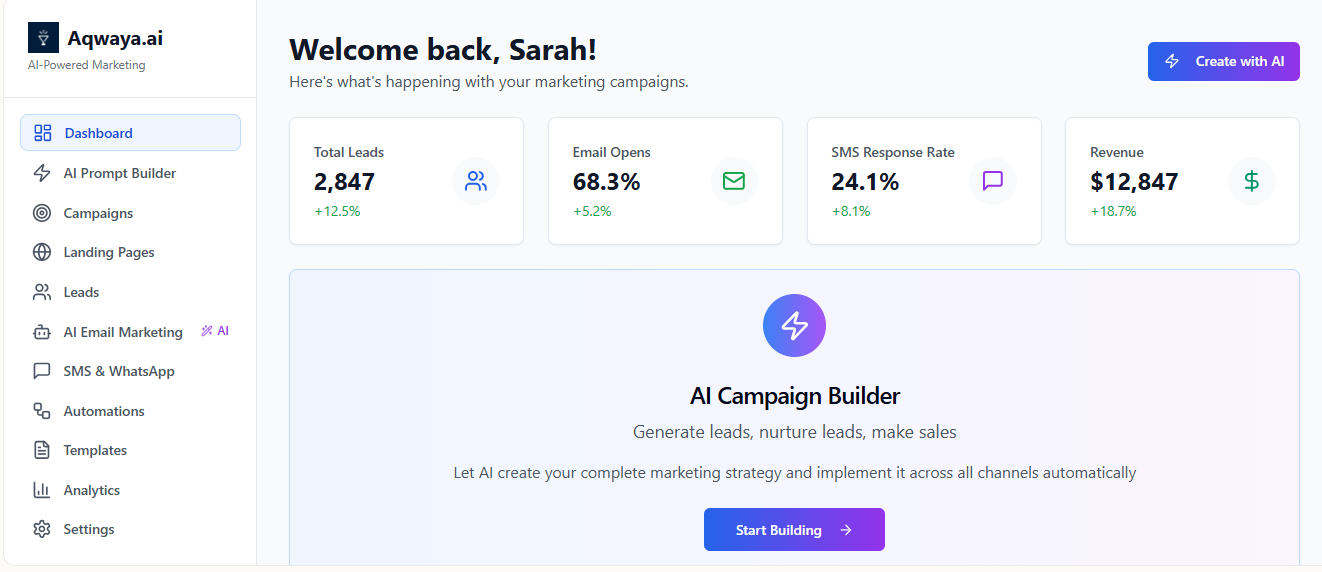 Aqwaya.ai
AI-Powered Marketing
Dashboard
AI Prompt Builder
Campaigns
Landing Pages
Leads
AI Email Marketing AI
SMS & WhatsApp
Automations
Templates
Analytics
Settings
Welcome back, Sarah!
Here's what's happening with your marketing campaigns.
Create with AI
Total Leads
2,847
+12.5%
Email Opens
68.3%
+5.2%
SMS Response Rate
24.1%
+8.1%
Revenue
$12,847
+18.7%
AI Campaign Builder
Generate leads, nurture leads, make sales
Let AI create your complete marketing strategy and implement it across all channels automatically
Start Building